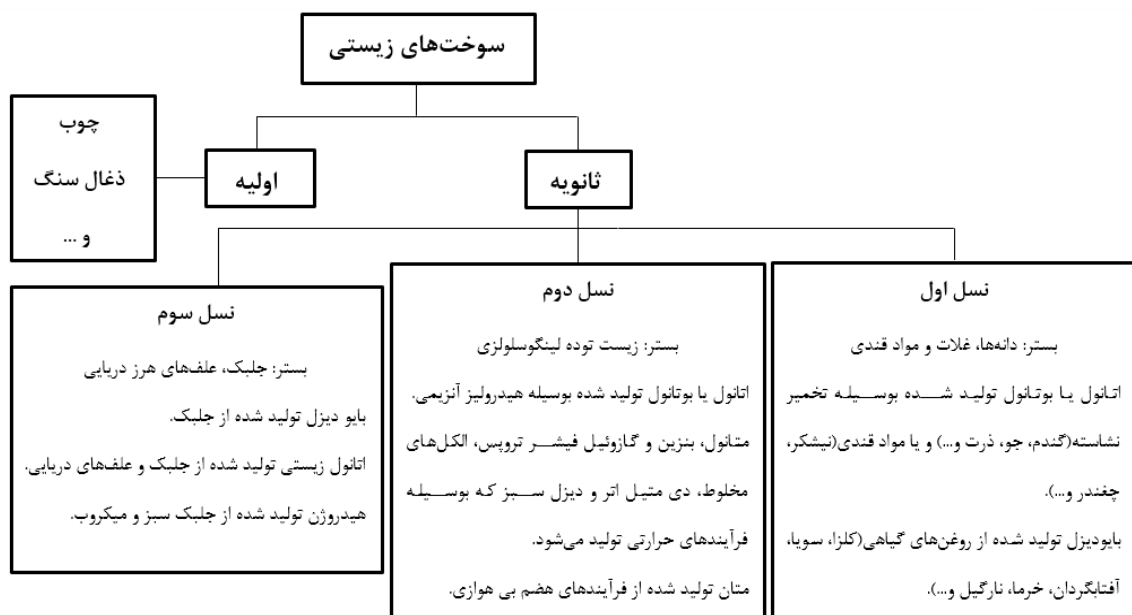 سوخت‌های زیستی
ثانویه
اولیه
چوب
ذغال سنگ
و ...
نسل اول
بستر: دانه‌ها، غلات و مواد قندی
اتانول یا بوتانول تولید شده بوسیله تخمیر
نشاسته(گندم، جو، ذرت و...) و یا مواد قندی(نیشکر،
چغندر و...).
بایودیزل تولید شده از روغن‌های گیاهی(کلزا، سویا،
آفتابگردان، خرما، نارگیل و...).
نسل دوم
بستر: زیست توده لینگوسلولزی
اتانول یا بوتانول تولید شده بوسیله هیدرولیز آنزیمی.
متانول، بنزین و گازوئیل فیشر تروپس، الکل‌های
مخلوط، دی متیل اتر و دیزل سبز که بوسیله
فرآیندهای حرارتی تولید می‌شود.
متان تولید شده از فرآیندهای هضم بی هوازی.
نسل سوم
بستر: جلبک، علف‌های هرز دریایی
بایو دیزل تولید شده از جلبک.
اتانول زیستی تولید شده از جلبک و علف‌های دریایی.
هیدروژن تولید شده از جلبک سبز و میکروب.